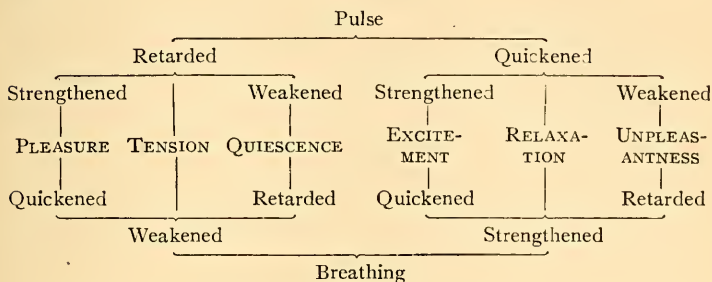 Pulse
Retarded Quickened
Strengthened Weakened Strengthened Weakened
PLEASURE TENSION QUIESCENCE EXCITE- RELAXA- UNPLEAS-
MENT TION ANTNESS
Quickened Retarded Quickened Retarded
Weakened Strengthened
Breathing